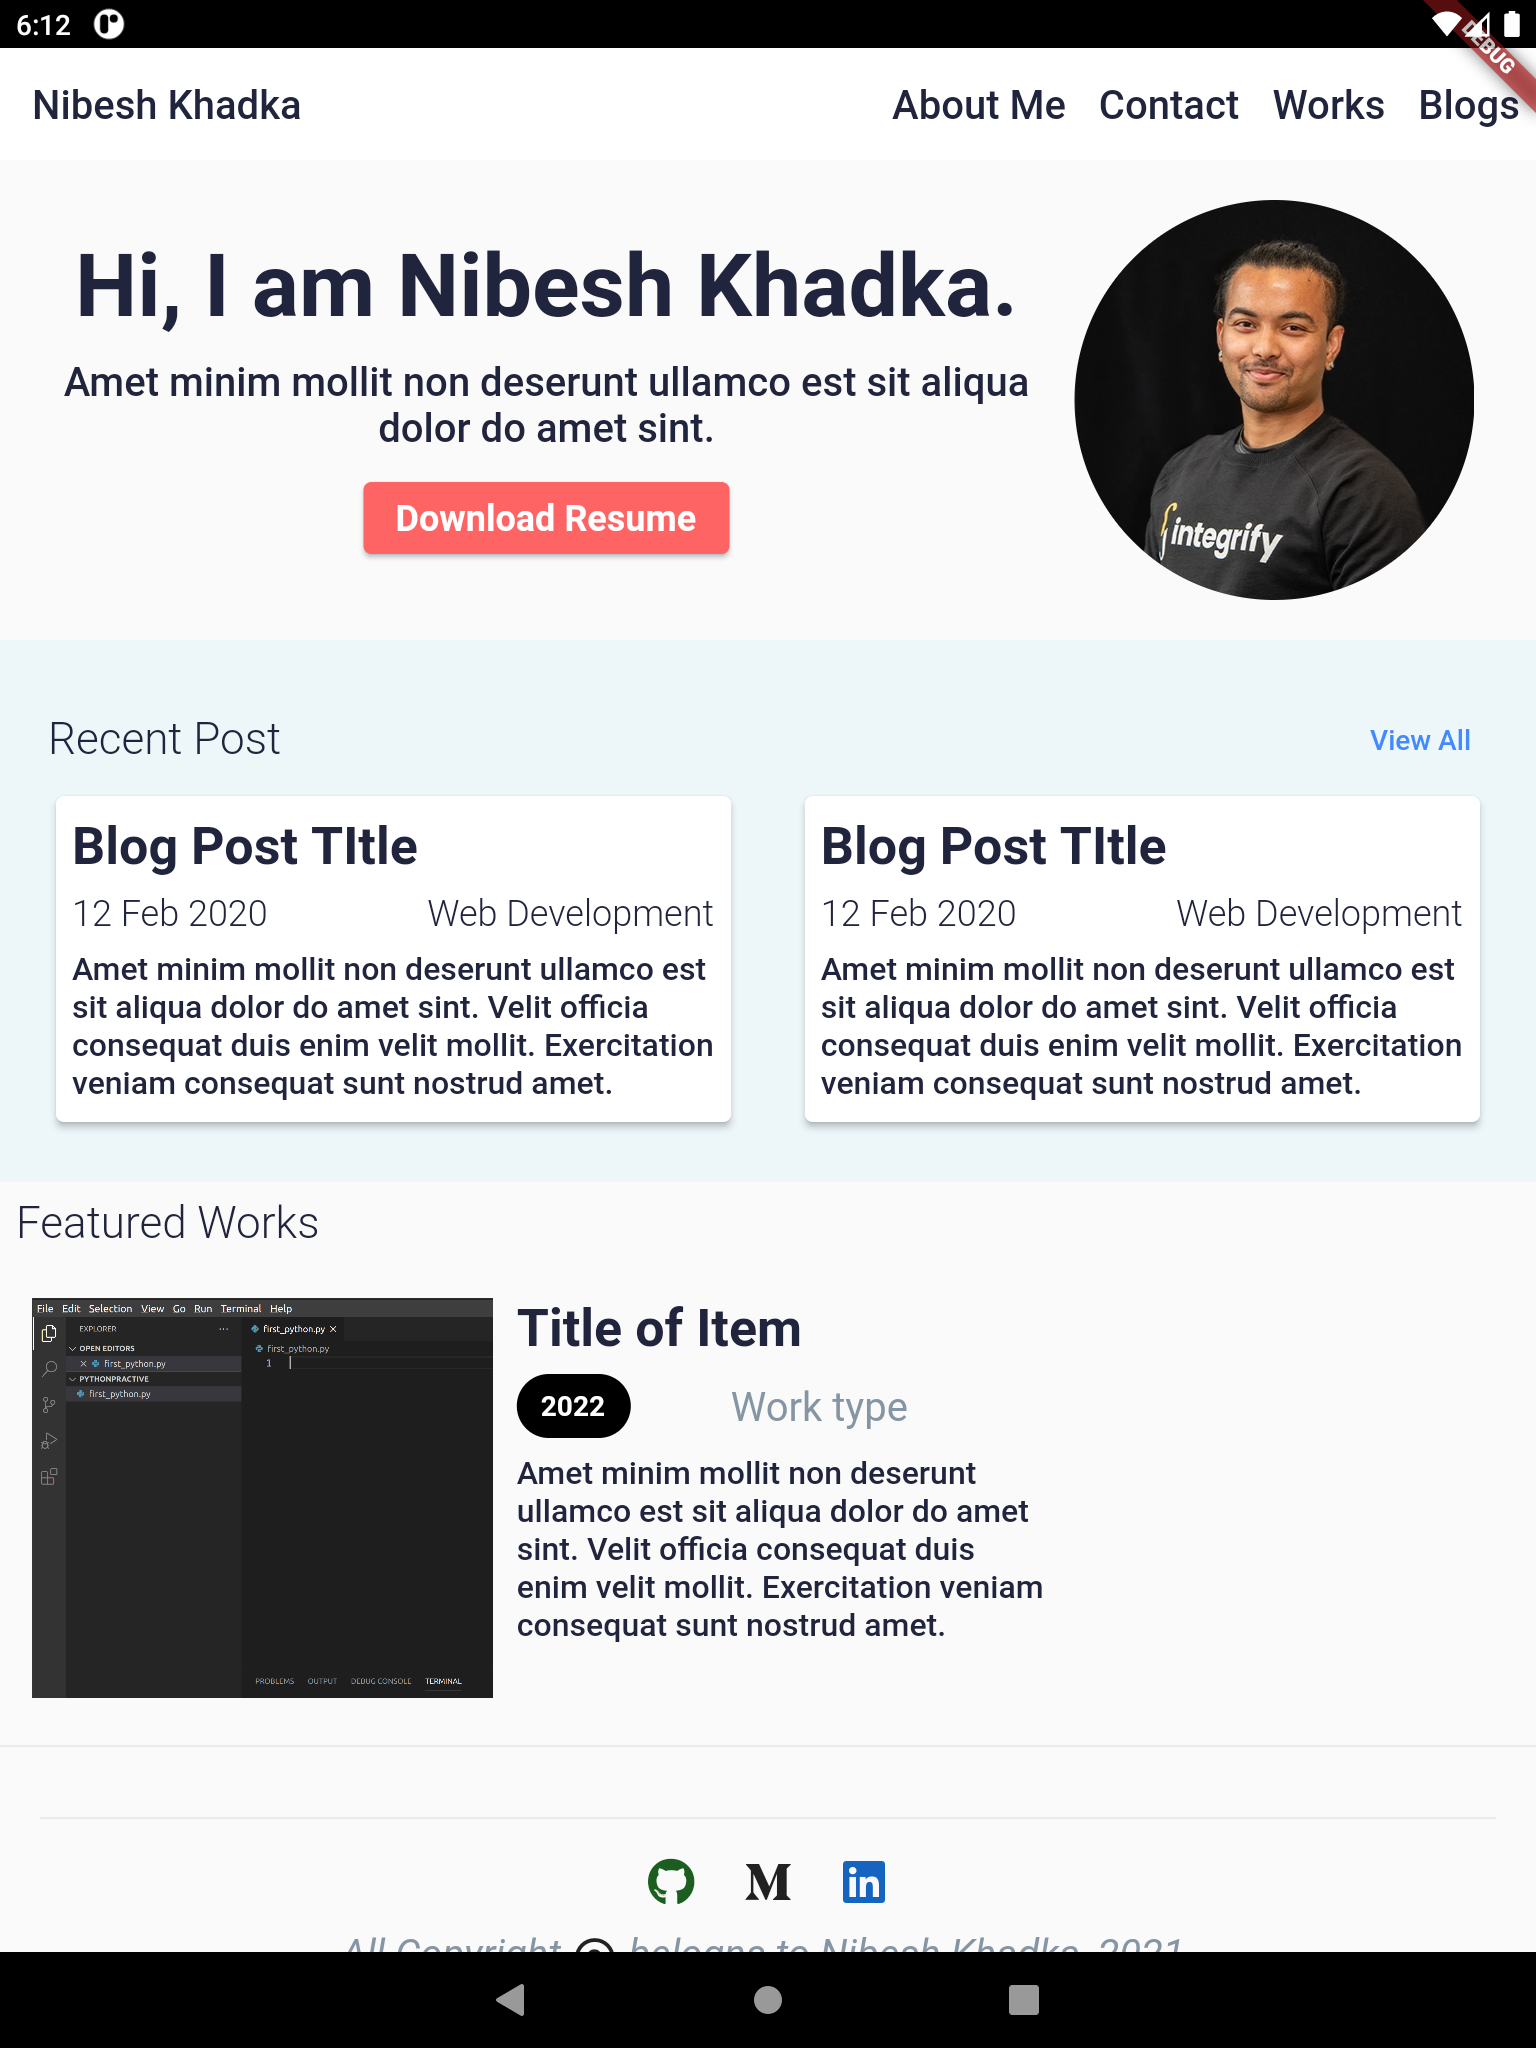 6:12
DEBUG
Nibesh Khadka
About Me Contact Works Blogs
Hi, I am Nibesh Khadka.
Amet minim mollit non deserunt ullamco est sit aliqua
dolor do amet sint.
Download Resume
integrify
Recent Post
View All
Blog Post TItle
12 Feb 2020 Web Development
Amet minim mollit non deserunt ullamco est
sit aliqua dolor do amet sint. Velit officia
consequat duis enim velit mollit. Exercitation
veniam consequat sunt nostrud amet.
Blog Post TItle
12 Feb 2020 Web Development
Amet minim mollit non deserunt ullamco est
sit aliqua dolor do amet sint. Velit officia
consequat duis enim velit mollit. Exercitation
veniam consequat sunt nostrud amet.
Featured Works
File Edit Selection View Go Run Terminal Help
EXPLORER ...
OPEN EDITORS
first_python.py
PYTHONPRACTIVE
first_python.py
first_python.py
first_python.py
1
PROBLEMS OUTPUT DEBUG CONSOLE TERMINAL
Title of Item
2022 Work type
Amet minim mollit non deserunt
ullamco est sit aliqua dolor do amet
sint. Velit officia consequat duis
enim velit mollit. Exercitation veniam
consequat sunt nostrud amet.
M in
All Copyright © belogns to Nibesh Khadka, 2021